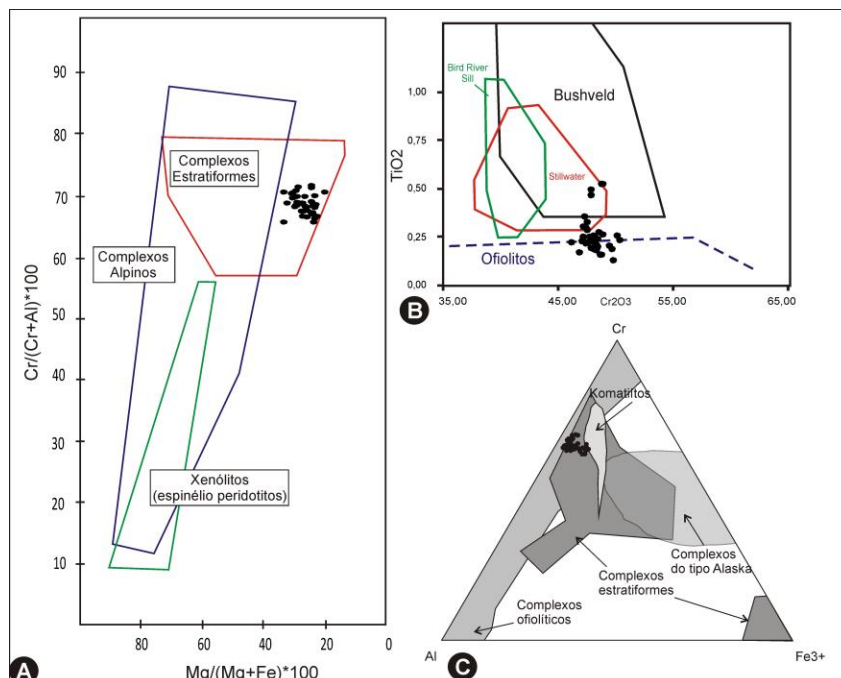 Cr/(Cr+Al)*100
90
80
70
60
50
40
30
20
10
Complexos
Estratiformes
Complexos
Alpinos
Xenólitos
(espinélio peridotitos)
80
60
40
20
0
Mg/(Mg+Fe)*100
A
TiO2
1,00
0,75
0,50
0,25
0,00
Bird River
Sill
Bushveld
Stillwater
Ofiolitos
35,00
45,00
Cr2O3
55,00
65,00
B
Cr
Komatiítos
Complexos
do tipo Alaska
Complexos
estratiformes
Complexos
ofiolíticos
Al
Fe3+
C